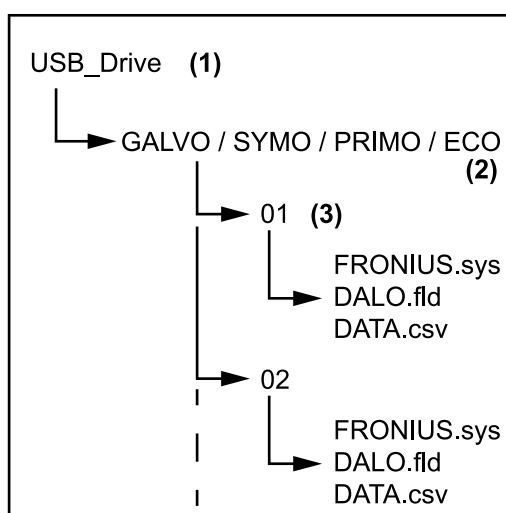 USB_Drive (1)
GALVO / SYMO / PRIMO / ECO
(2)
01 (3)
FRONIUS.sys
DALO.fld
DATA.csv
02
FRONIUS.sys
DALO.fld
DATA.csv